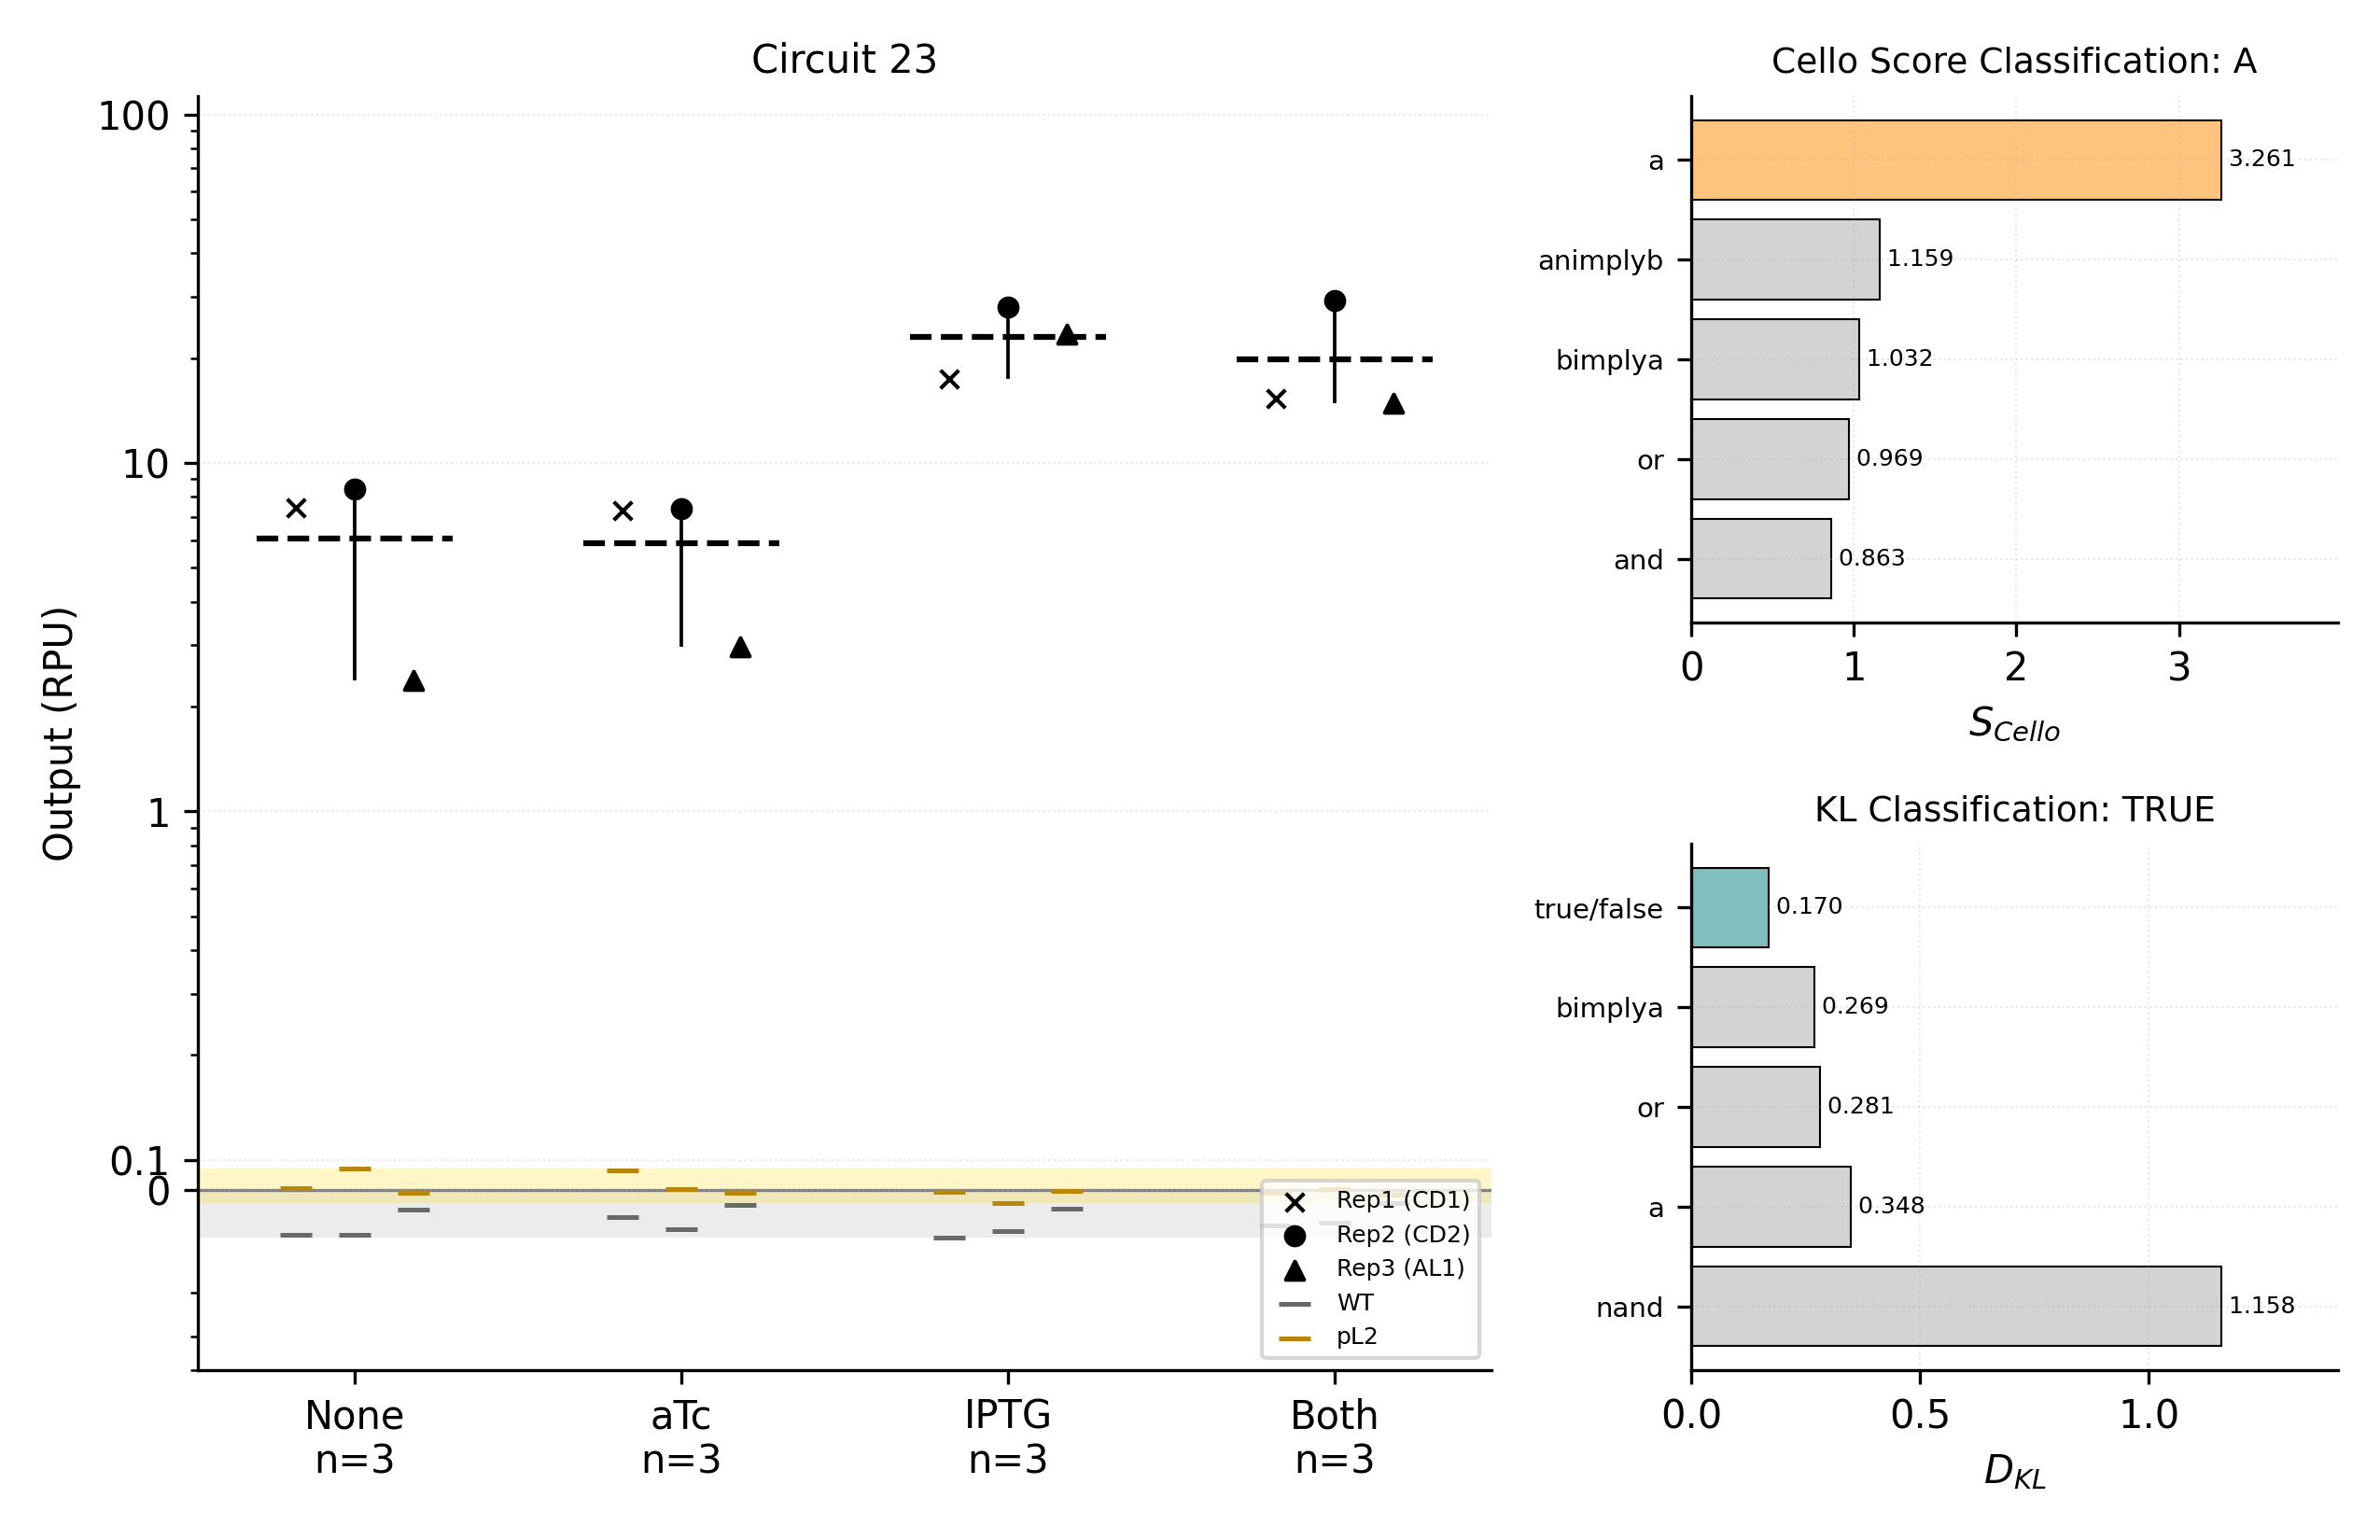 Circuit 23
Output (RPU)
100
10
1
0.1
0
None
n=3
aTc
n=3
IPTG
n=3
Both
n=3
Rep1 (CD1)
Rep2 (CD2)
Rep3 (AL1)
WT
pL2
Cello Score Classification: A
a
3.261
animplyb
1.159
bimplya
1.032
or
0.969
and
0.863
0 1 2 3
S_Cello
KL Classification: TRUE
true/false
0.170
bimplya
0.269
or
0.281
a
0.348
nand
1.158
0.0 0.5 1.0
D_KL